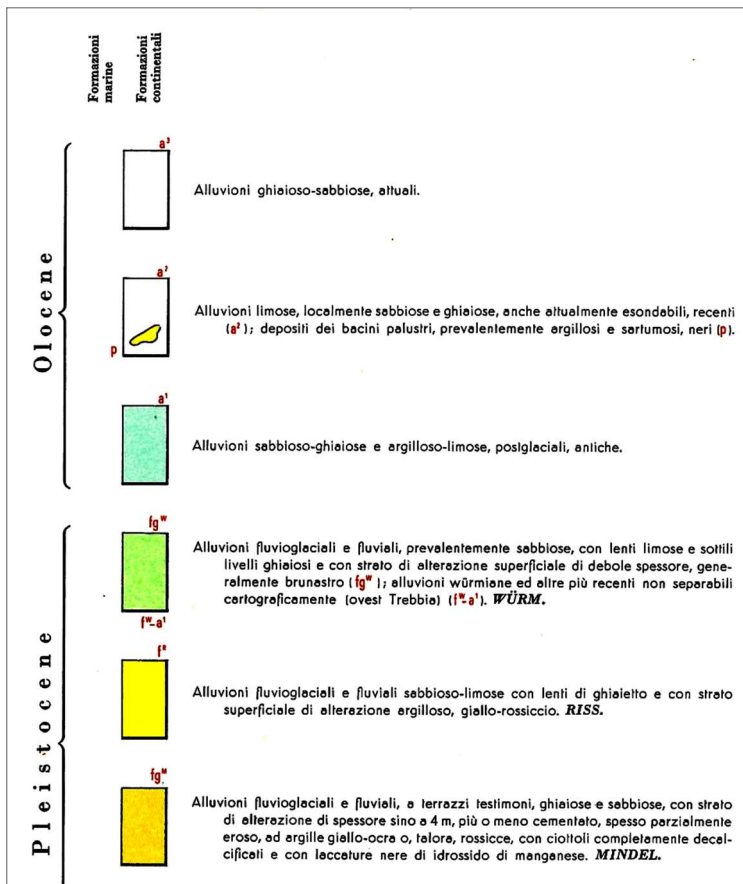 Formazioni
marine
Formazioni
continentali
Olocene
a³
Alluvioni ghiaioso-sabbiose, attuali.
a²
p
Alluvioni limose, localmente sabbiose e ghiaiose, anche attualmente esondabili, recenti
(a²); depositi dei bacini palustri, prevalentemente argillosi e sartumosi, neri (p).
a¹
Alluvioni sabbioso-ghiaiose e argilloso-limose, postglaciali, antiche.
Pleistocene
fgᵂ
fᵂ-a¹
Alluvioni fluvioglaciali e fluviali, prevalentemente sabbiose, con lenti limose e sottili
livelli ghiaiosi e con strato di alterazione superficiale di debole spessore, gene-
ralmente brunastro (fgᵂ); alluvioni würmiane ed altre più recenti non separabili
cartograficamente (ovest Trebbia) (fᵂ-a¹). WÜRM.
fᴿ
Alluvioni fluvioglaciali e fluviali sabbioso-limose con lenti di ghiaietto e con strato
superficiale di alterazione argilloso, giallo-rossiccio. RISS.
fgᴹ
Alluvioni fluvioglaciali e fluviali, a terrazzi testimoni, ghiaiose e sabbiose, con strato
di alterazione di spessore sino a 4 m, più o meno cementato, spesso parzialmente
eroso, ad argille giallo-ocra o, talora, rossicce, con ciottoli completamente decal-
cificati e con laccature nere di idrossido di manganese. MINDEL.